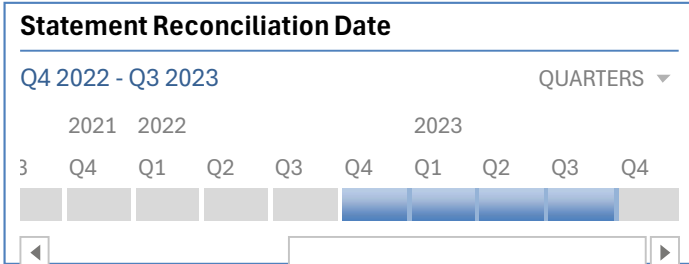 Statement Reconciliation Date
Q4 2022 - Q3 2023 QUARTERS
2021 2022 2023
Q4 Q1 Q2 Q3 Q4 Q1 Q2 Q3 Q4